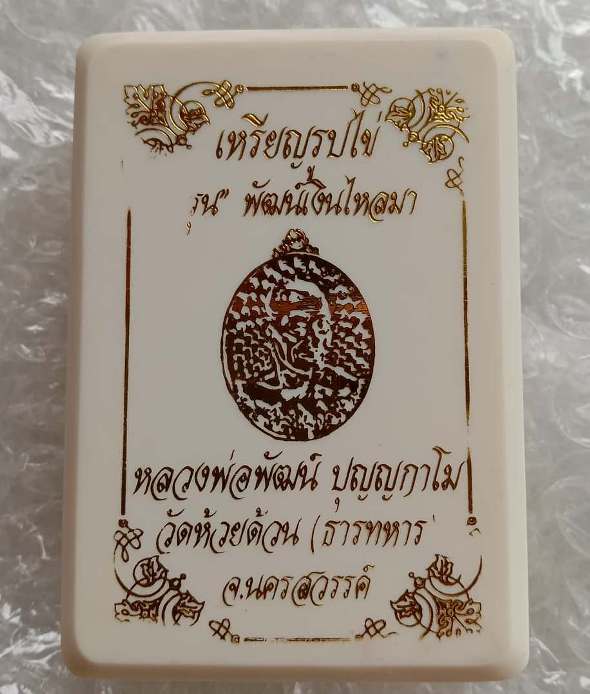 เหรียญรูปไข่
รุ่น" พัฒน์เงินไหลมา
หลวงพ่อพัฒน์ ปุญญกาโม
วัดห้วยด้วน (ธารทหาร
จ.นครสวรรค์